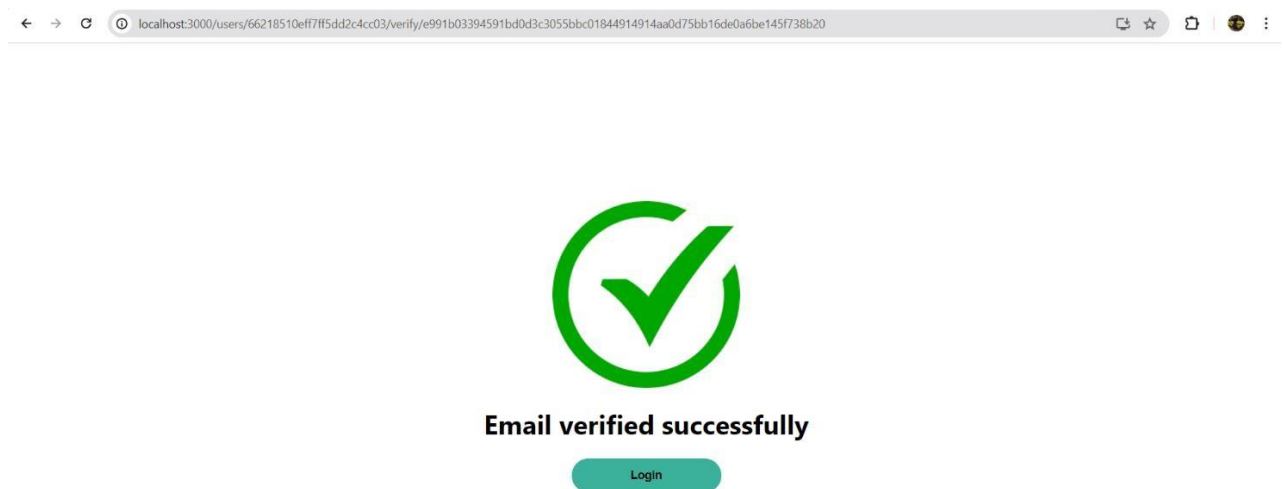 localhost:3000/users/66218510eff7ff5dd2c4cc03/verify/e991b03394591bd0d3c3055bbc01844914914aa0d75bb16de0a6be145f738b20
Email verified successfully
Login